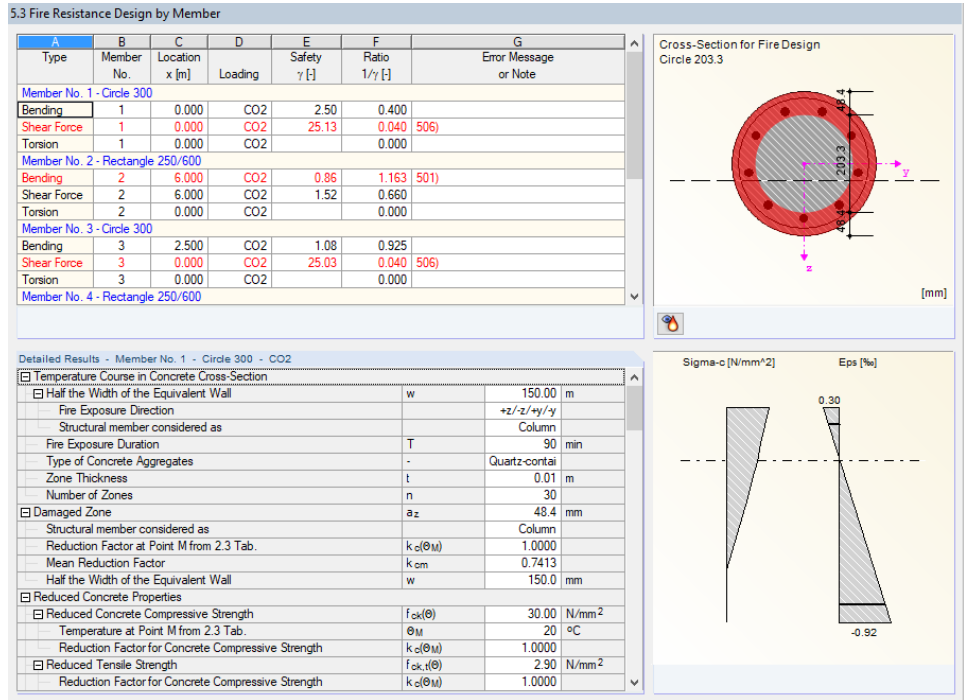 5.3 Fire Resistance Design by Member
A B C D E F G
Type Member No. Location x [m] Loading Safety γ [-] Ratio 1/γ [-] Error Message or Note
Member No. 1 - Circle 300
Bending 1 0.000 CO2 2.50 0.400
Shear Force 1 0.000 CO2 25.13 0.040 506)
Torsion 1 0.000 CO2 0.000
Member No. 2 - Rectangle 250/600
Bending 2 6.000 CO2 0.86 1.163 501)
Shear Force 2 6.000 CO2 1.52 0.660
Torsion 2 0.000 CO2 0.000
Member No. 3 - Circle 300
Bending 3 2.500 CO2 1.08 0.925
Shear Force 3 0.000 CO2 25.03 0.040 506)
Torsion 3 0.000 CO2 0.000
Member No. 4 - Rectangle 250/600
Cross-Section for Fire Design
Circle 203.3
48.4
203.3
48.4
y
z
[mm]
Detailed Results - Member No. 1 - Circle 300 - CO2
Temperature Course in Concrete Cross-Section
Half the Width of the Equivalent Wall w 150.00 m
Fire Exposure Direction +z/-z/+y/-y
Structural member considered as Column
Fire Exposure Duration T 90 min
Type of Concrete Aggregates - Quartz-contai
Zone Thickness t 0.01 m
Number of Zones n 30
Damaged Zone az 48.4 mm
Structural member considered as Column
Reduction Factor at Point M from 2.3 Tab. kc(ΘM) 1.0000
Mean Reduction Factor kcm 0.7413
Half the Width of the Equivalent Wall w 150.0 mm
Reduced Concrete Properties
Reduced Concrete Compressive Strength fck(Θ) 30.00 N/mm2
Temperature at Point M from 2.3 Tab. ΘM 20 °C
Reduction Factor for Concrete Compressive Strength kc(ΘM) 1.0000
Reduced Tensile Strength fck,t(Θ) 2.90 N/mm2
Reduction Factor for Concrete Compressive Strength kc(ΘM) 1.0000
Sigma-c [N/mm^2] Eps [‰]
0.30
-0.92